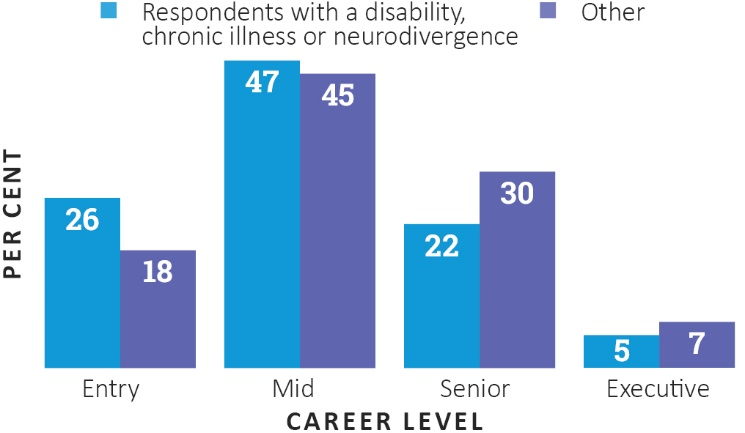 Respondents with a disability,
chronic illness or neurodivergence
Other
PER CENT
26
18
47
45
22
30
5
7
Entry
Mid
Senior
Executive
CAREER LEVEL